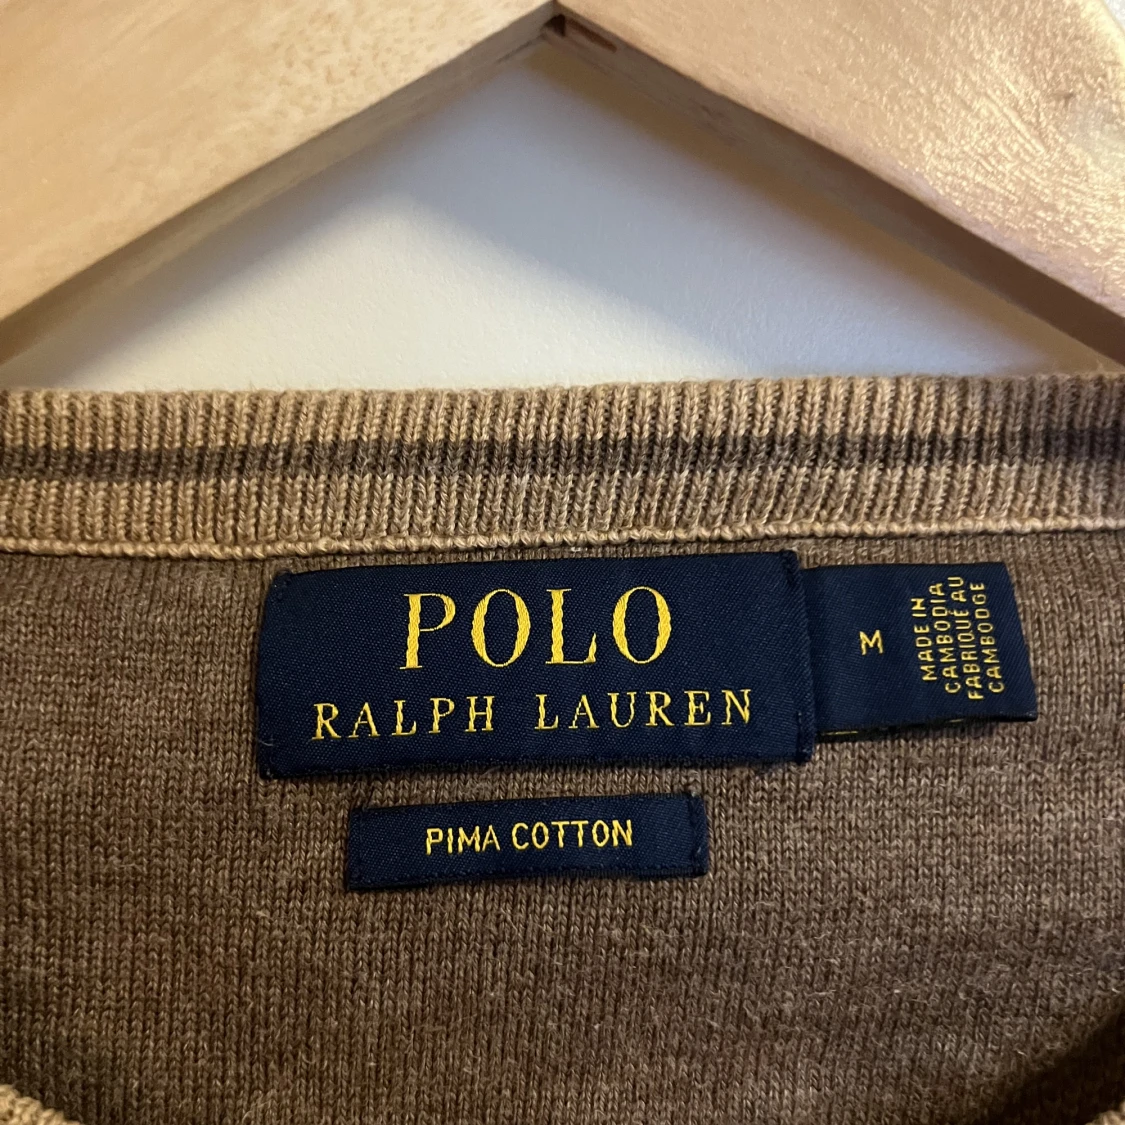 POLO
RALPH LAUREN
M
MADE IN
CAMBODIA
FABRIQUÉ AU
CAMBODGE
PIMA COTTON